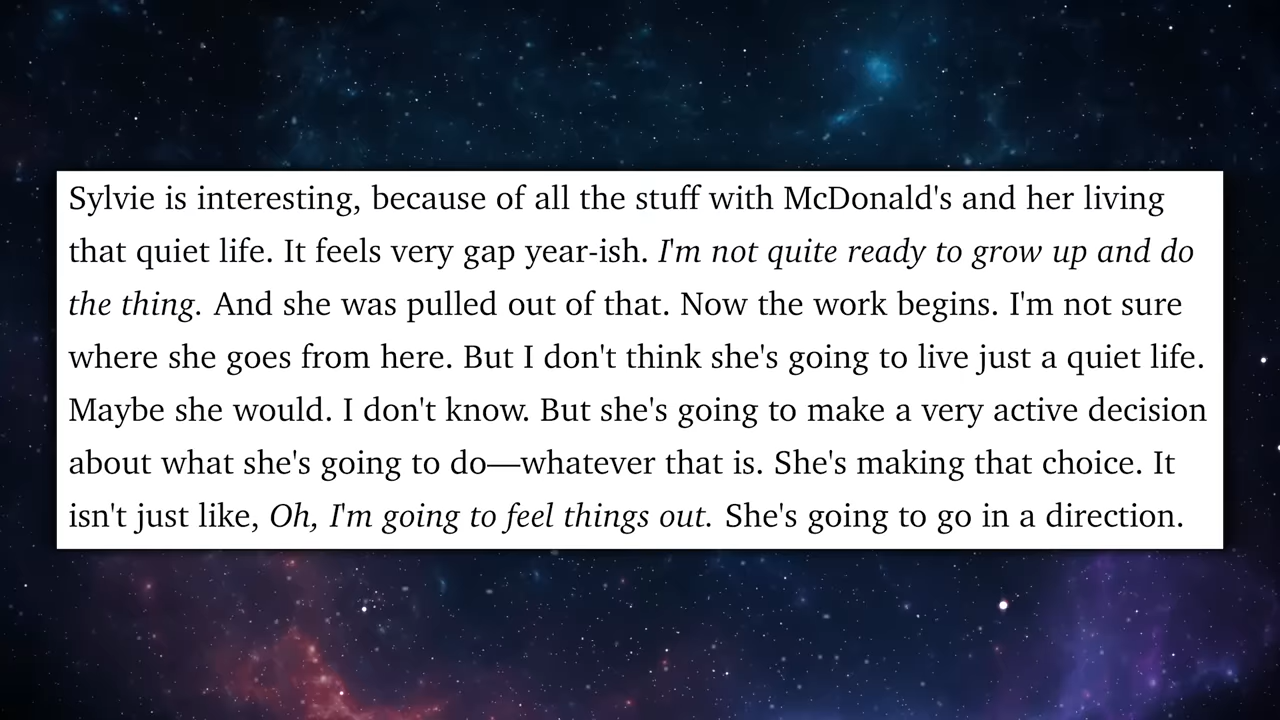 Sylvie is interesting, because of all the stuff with McDonald's and her living
that quiet life. It feels very gap year-ish. I'm not quite ready to grow up and do
the thing. And she was pulled out of that. Now the work begins. I'm not sure
where she goes from here. But I don't think she's going to live just a quiet life.
Maybe she would. I don't know. But she's going to make a very active decision
about what she's going to do—whatever that is. She's making that choice. It
isn't just like, Oh, I'm going to feel things out. She's going to go in a direction.